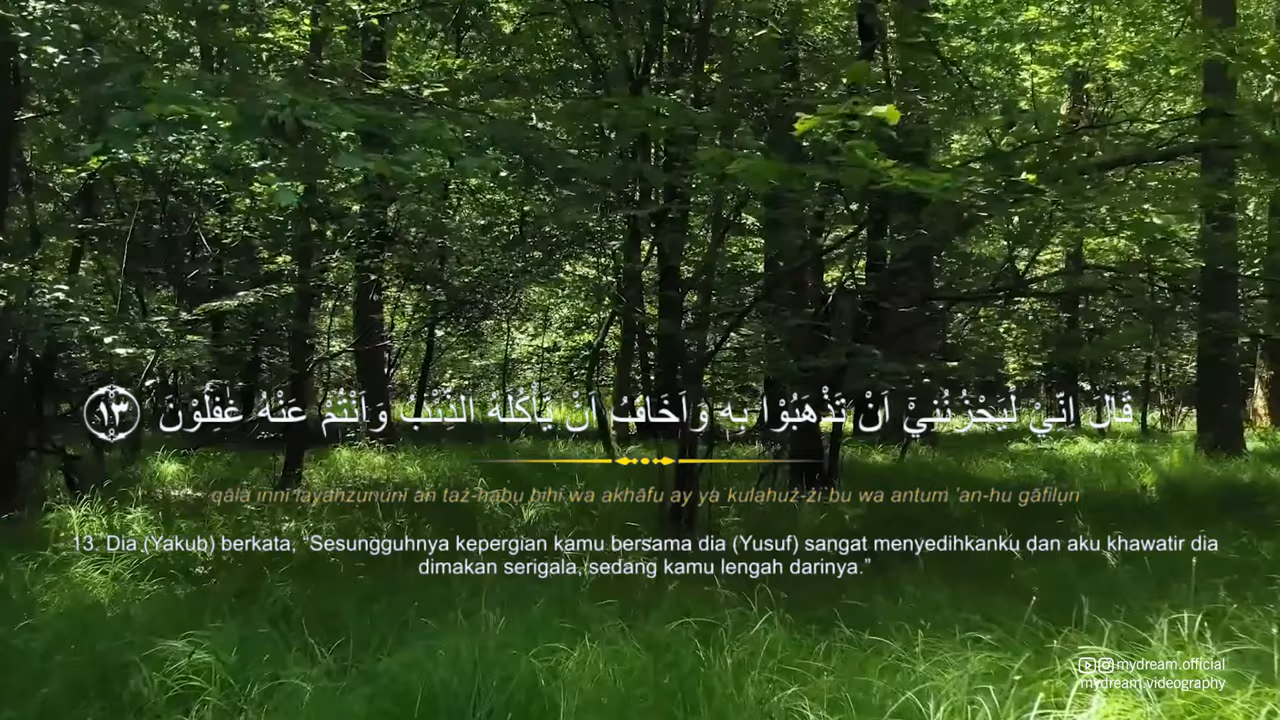 قَالَ اِنِّيْ لَيَحْزُنُنِيْٓ اَنْ تَذْهَبُوْا بِهٖ وَاَخَافُ اَنْ يَّأْكُلَهُ الذِّئْبُ وَاَنْتُمْ عَنْهُ غٰفِلُوْنَ ١٣
qāla innī layaḥzununī an taż-habụ bihī wa akhāfu ay ya`kulahuż-żi`bu wa antum 'an-hu gāfilụn
13. Dia (Yakub) berkata, “Sesungguhnya kepergian kamu bersama dia (Yusuf) sangat menyedihkanku dan aku khawatir dia
dimakan serigala, sedang kamu lengah darinya.”
mydream.official
mydream.videography